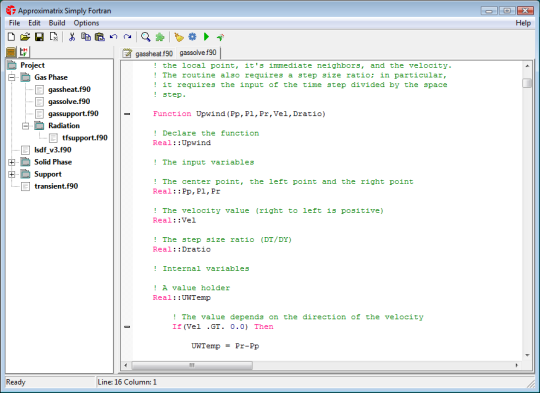 Approximatrix Simply Fortran
File Edit Build Options Help
gassheat.f90 gassolve.f90
Project
Gas Phase
gassheat.f90
gassolve.f90
gassupport.f90
Radiation
tfsupport.f90
lsdf_v3.f90
Solid Phase
Support
transient.f90
! the local point, it's immediate neighbors, and the velocity.
! The routine also requires a step size ratio; in particular,
! it requires the input of the time step divided by the space
! step.
Function Upwind(Pp,Pl,Pr,Vel,Dratio)
! Declare the function
Real::Upwind
! The input variables
! The center point, the left point and the right point
Real::Pp,Pl,Pr
! The velocity value (right to left is positive)
Real::Vel
! The step size ratio (DT/DY)
Real::Dratio
! Internal variables
! A value holder
Real::UWTemp
! The value depends on the direction of the velocity
If(Vel .GT. 0.0) Then
UWTemp = Pr-Pp
Ready Line: 16 Column: 1